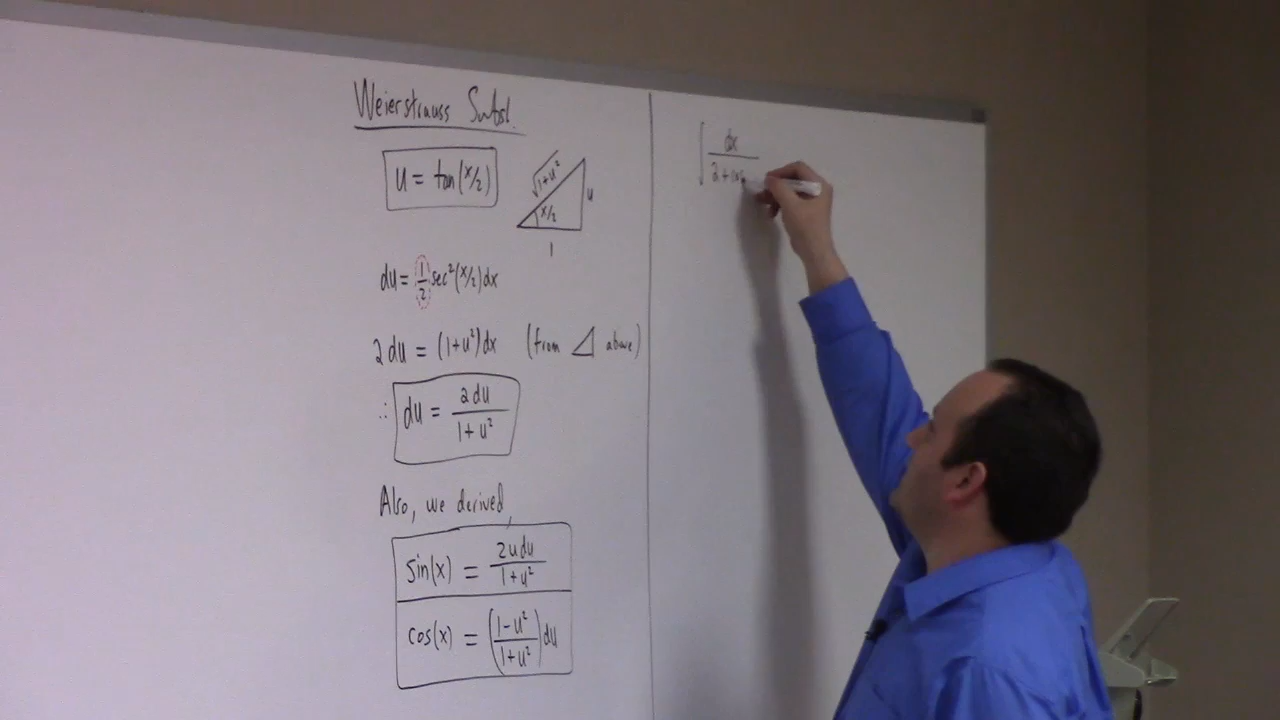 Weierstrauss Subst.
u = tan(x/2)
√1+u²
x/2
u
1
du = 1/2 sec²(x/2)dx
2du = (1+u²)dx (from △ above)
∴ du = 2du/1+u²
Also, we derived,
sin(x) = 2udu/1+u²
cos(x) = (1-u²/1+u²)du
∫ dx/2+cos